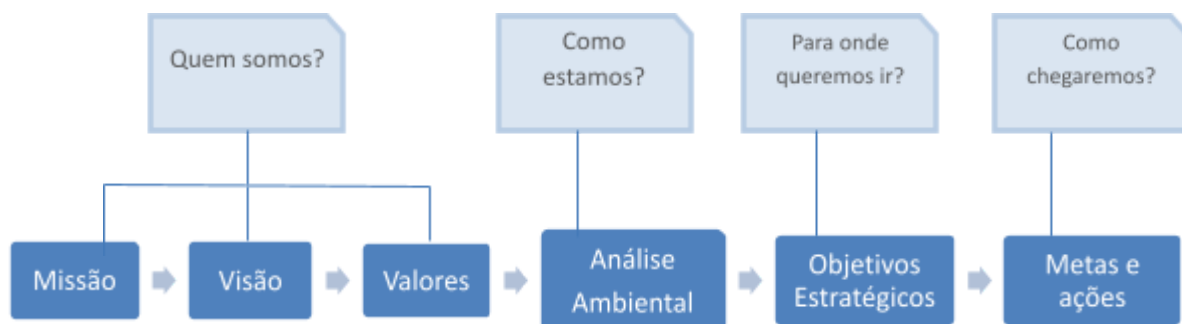 Quem somos?
Como
estamos?
Para onde
queremos ir?
Como
chegaremos?
Missão
Visão
Valores
Análise
Ambiental
Objetivos
Estratégicos
Metas e
ações